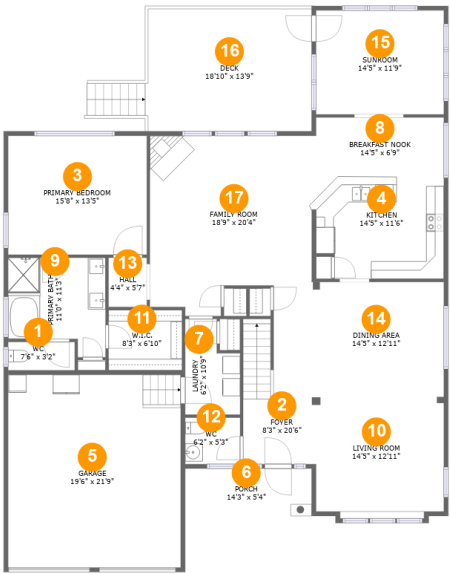 15
SUNROOM
14'5" x 11'9"
16
DECK
18'10" x 13'9"
8
BREAKFAST NOOK
14'5" x 6'9"
3
PRIMARY BEDROOM
15'8" x 13'5"
17
FAMILY ROOM
18'9" x 20'4"
4
KITCHEN
14'5" x 11'6"
9
PRIMARY BATH
11'0" x 11'3"
13
HALL
4'4" x 5'7"
11
W.I.C.
8'3" x 6'10"
14
DINING AREA
14'5" x 12'11"
1
WC
7'6" x 3'2"
7
LAUNDRY
6'2" x 10'9"
2
FOYER
8'3" x 20'6"
12
WC
6'2" x 5'3"
10
LIVING ROOM
14'5" x 12'11"
5
GARAGE
19'6" x 21'9"
6
PORCH
14'3" x 5'4"